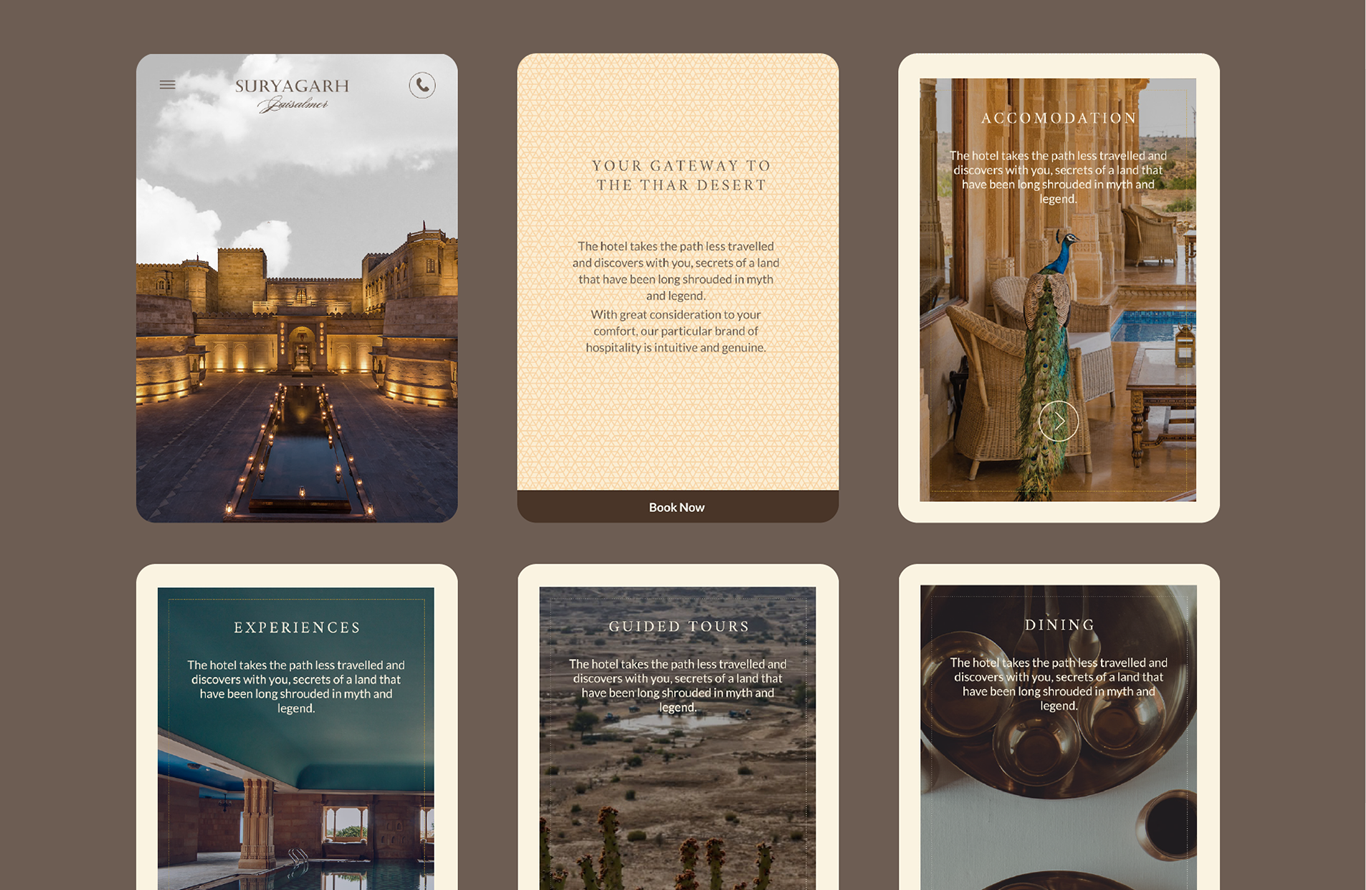 SURYAGARH
Jaisalmer
YOUR GATEWAY TO
THE THAR DESERT
The hotel takes the path less travelled
and discovers with you, secrets of a land
that have been long shrouded in myth
and legend.
With great consideration to your
comfort, our particular brand of
hospitality is intuitive and genuine.
Book Now
ACCOMODATION
The hotel takes the path less travelled and
discovers with you, secrets of a land that
have been long shrouded in myth and
legend.
EXPERIENCES
The hotel takes the path less travelled and
discovers with you, secrets of a land that
have been long shrouded in myth and
legend.
GUIDED TOURS
The hotel takes the path less travelled and
discovers with you, secrets of a land that
have been long shrouded in myth and
legend.
DINING
The hotel takes the path less travelled and
discovers with you, secrets of a land that
have been long shrouded in myth and
legend.